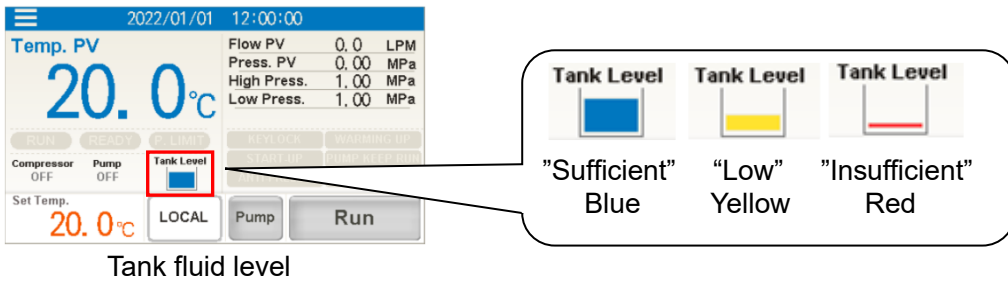 2022/01/01 12:00:00
Temp. PV
20. 0°C
Flow PV 0. 0 LPM
Press. PV 0. 00 MPa
High Press. 1. 00 MPa
Low Press. 1. 00 MPa
RUN READY P-LIMIT
KEYLOCK WARMING UP
START-UP PUMP KEEP RUN
Compressor OFF
Pump OFF
Tank Level
Set Temp.
20. 0°C
LOCAL
Pump
Run
Tank fluid level
Tank Level Tank Level Tank Level
”Sufficient” “Low” ”Insufficient”
Blue Yellow Red